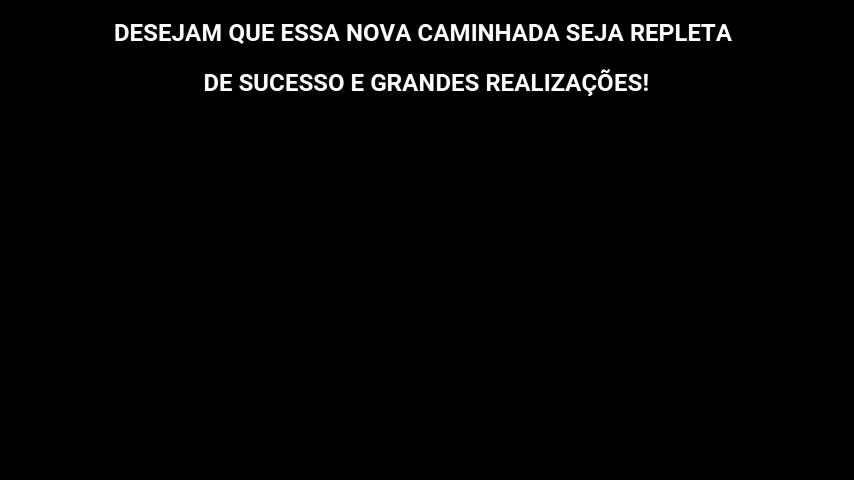 DESEJAM QUE ESSA NOVA CAMINHADA SEJA REPLETA
DE SUCESSO E GRANDES REALIZAÇÕES!